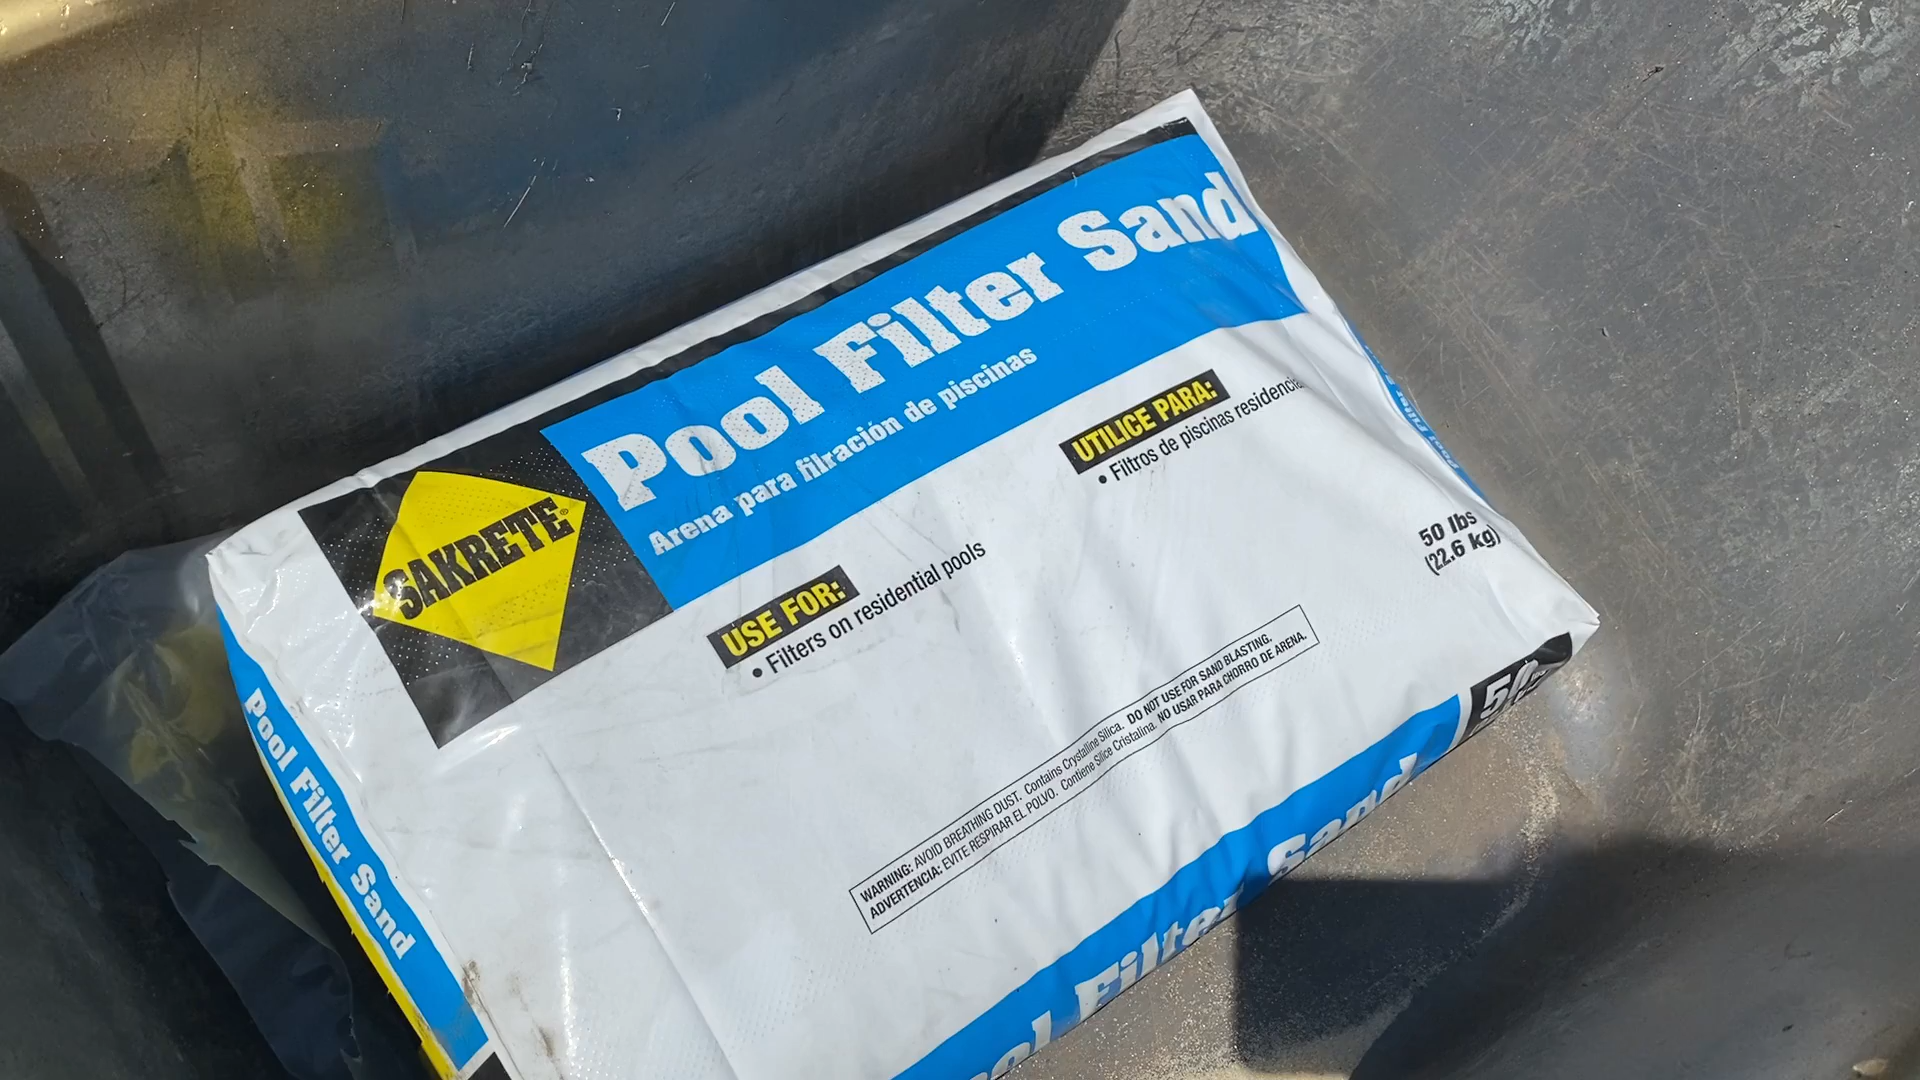 SAKRETE®
Pool Filter Sand
Arena para filración de piscinas
USE FOR:
• Filters on residential pools
UTILICE PARA:
• Filtros de piscinas
50 lbs
(22.6 kg)
WARNING: AVOID BREATHING DUST. Contains Crystalline Silica. DO NOT USE FOR SAND BLASTING.
ADVERTENCIA: EVITE RESPIRAR EL POLVO. Contiene Silice Cristalina. NO USAR PARA CHORRO DE ARENA.
Pool Filter Sand
Filter Sand
Pool Filter